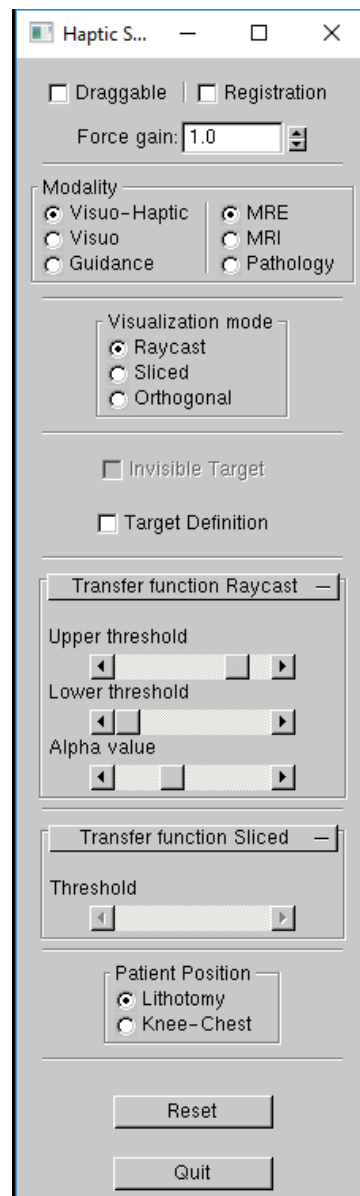 Haptic S...
Draggable Registration
Force gain: 1.0
Modality
Visuo-Haptic MRE
Visuo MRI
Guidance Pathology
Visualization mode
Raycast
Sliced
Orthogonal
Invisible Target
Target Definition
Transfer function Raycast
Upper threshold
Lower threshold
Alpha value
Transfer function Sliced
Threshold
Patient Position
Lithotomy
Knee-Chest
Reset
Quit